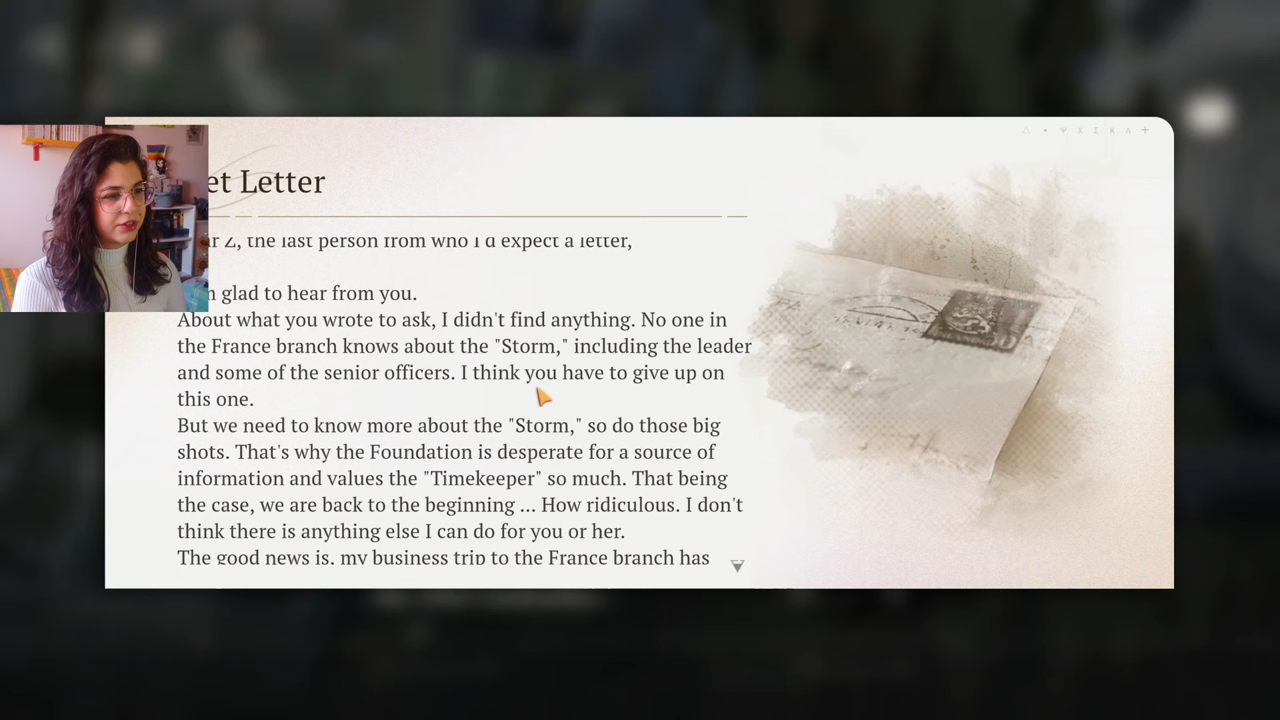 et Letter
Z, the last person from who I'd expect a letter,
glad to hear from you.
About what you wrote to ask, I didn't find anything. No one in
the France branch knows about the "Storm," including the leader
and some of the senior officers. I think you have to give up on
this one.
But we need to know more about the "Storm," so do those big
shots. That's why the Foundation is desperate for a source of
information and values the "Timekeeper" so much. That being
the case, we are back to the beginning ... How ridiculous. I don't
think there is anything else I can do for you or her.
The good news is, my business trip to the France branch has